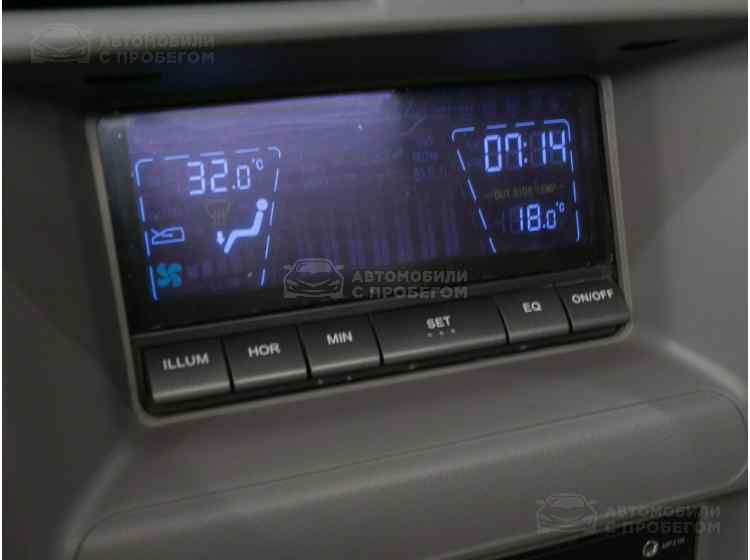 АВТОМОБИЛИ
С ПРОБЕГОМ
32.0°C
07:14
OUT SIDE TEMP
18.0°C
АВТОМОБИЛИ
С ПРОБЕГОМ
ILLUM
HOR
MIN
SET
EQ
ON/OFF
АВТОМОБИЛИ
С ПРОБЕГОМ